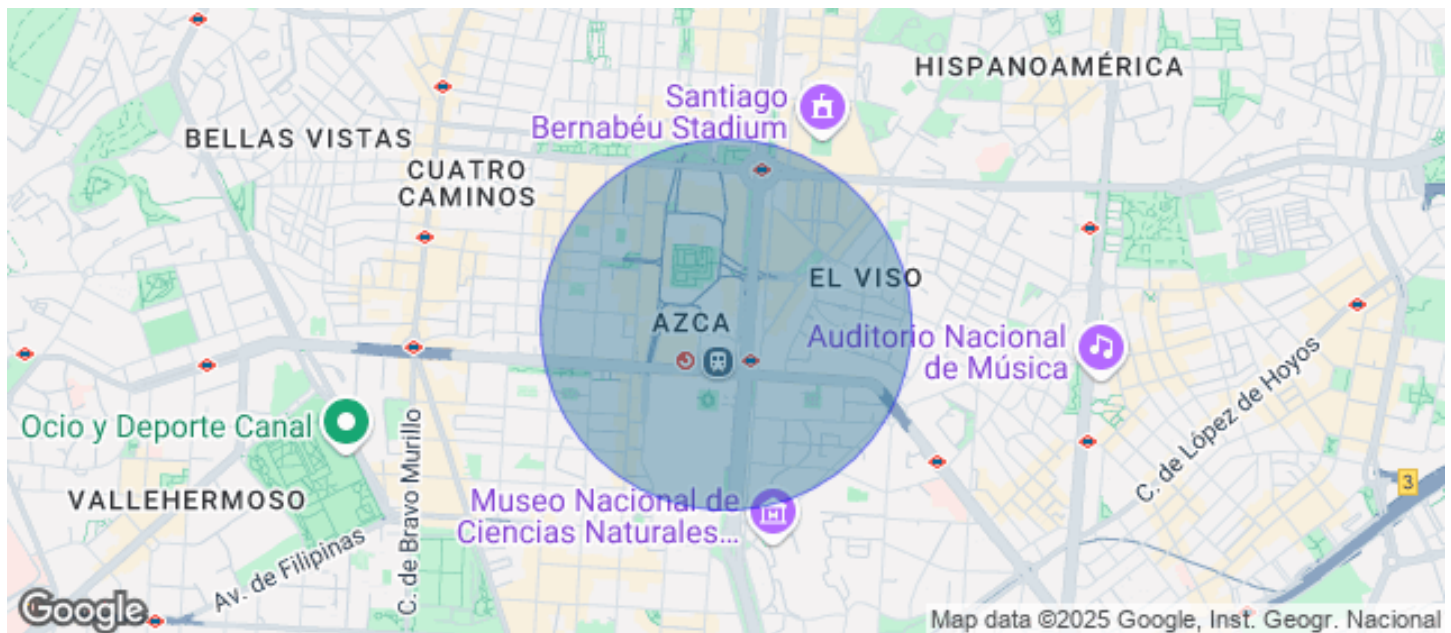 HISPANOAMÉRICA
Santiago
Bernabéu Stadium
BELLAS VISTAS
CUATRO
CAMINOS
EL VISO
AZCA
Auditorio Nacional
de Música
C. de López de Hoyos
Ocio y Deporte Canal
C. de Bravo Murillo
3
VALLEHERMOSO
Museo Nacional de
Ciencias Naturales...
Av. de Filipinas
Google
Map data ©2025 Google, Inst. Geogr. Nacional